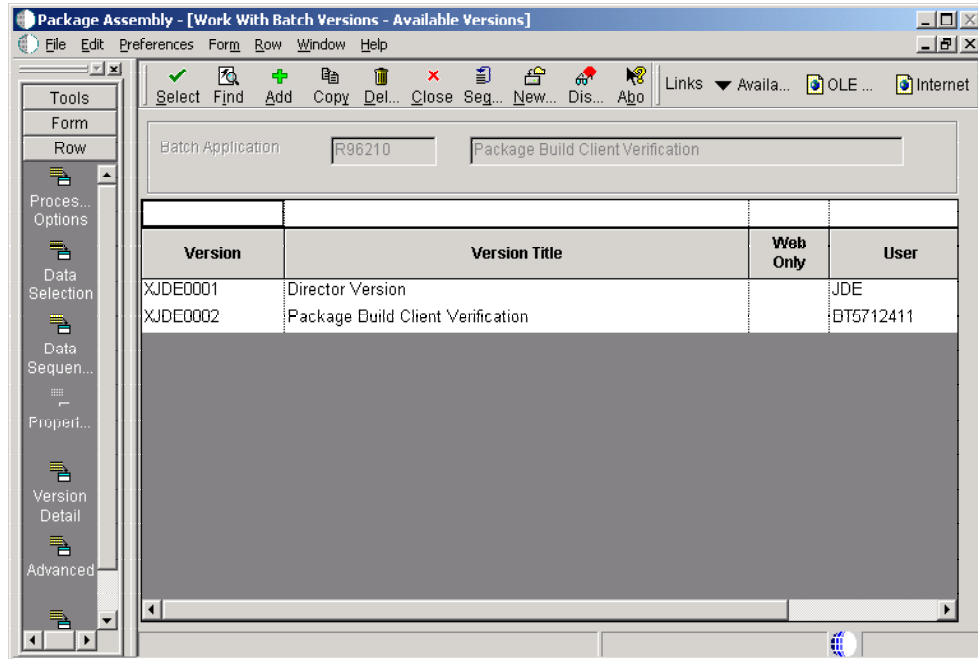 Package Assembly - [Work With Batch Versions - Available Versions]
File Edit Preferences Form Row Window Help
Select Find Add Copy Del... Close Seq... New... Dis... Abo Links Availa... OLE ... Internet
Tools
Form
Row
Proces...
Options
Data
Selection
Data
Sequen...
Properti...
Version
Detail
Advanced
Batch Application R96210 Package Build Client Verification
Version Version Title Web Only User
XJDE0001 Director Version JDE
XJDE0002 Package Build Client Verification BT5712411